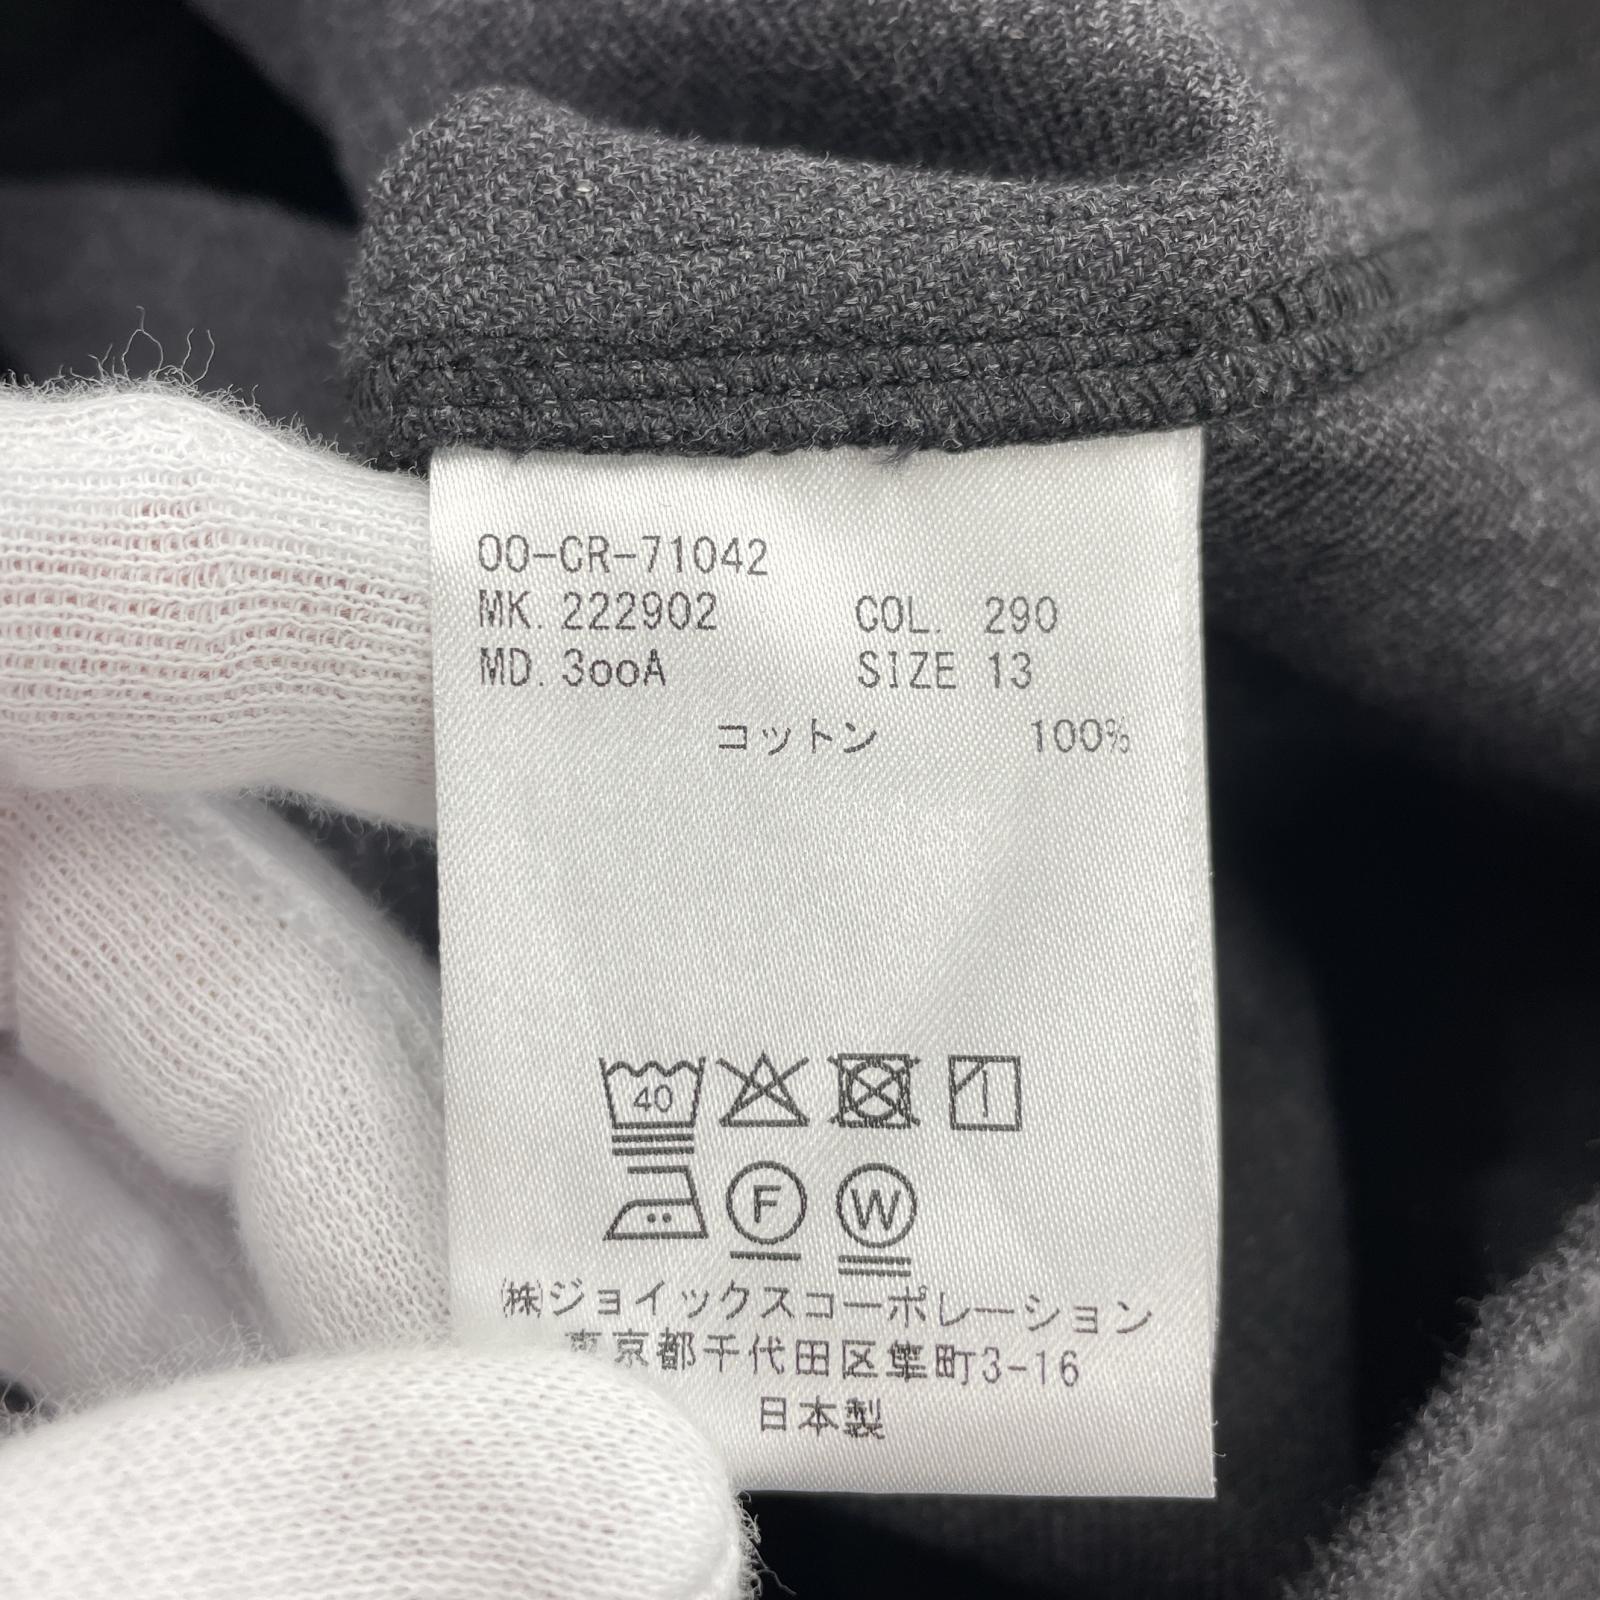 00-CR-71042
MK. 222902 COL. 290
MD. 3ooA SIZE 13
コットン 100%
40
F W
㈱ジョイックスコーポレーション
東京都千代田区隼町3-16
日本製